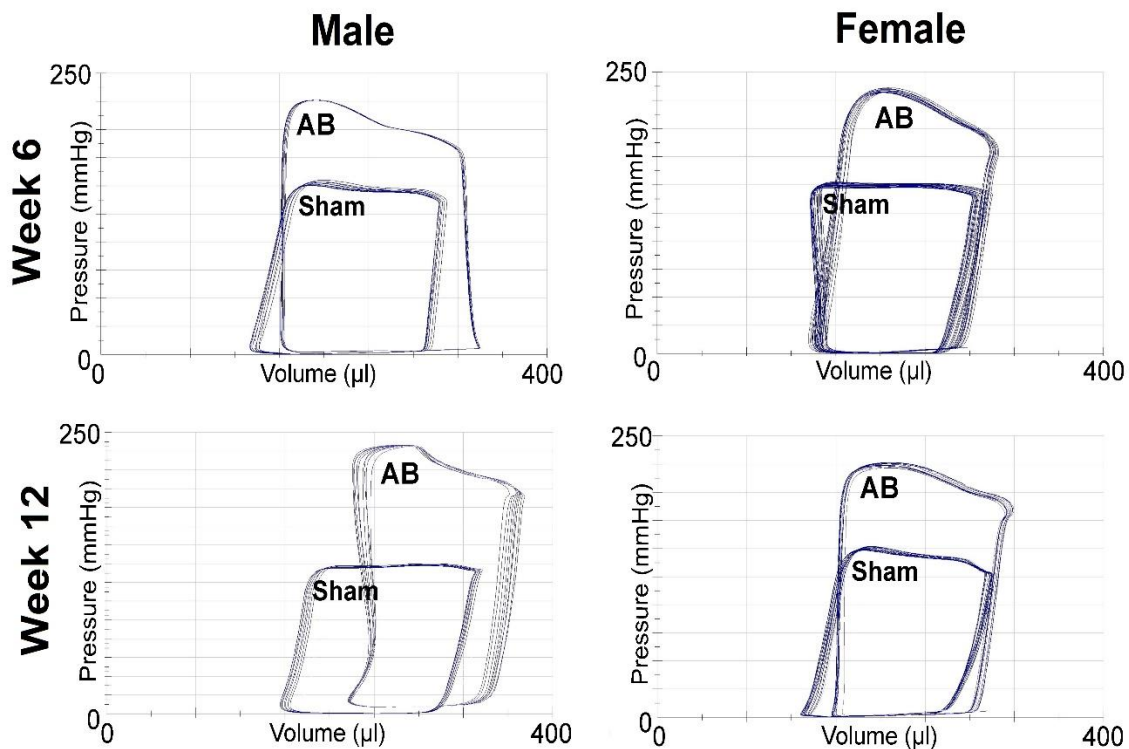 Male
Female
Week 6
Pressure (mmHg)
250
0
AB
Sham
0
Volume (µl)
400
Pressure (mmHg)
250
0
AB
Sham
0
Volume (µl)
400
Week 12
Pressure (mmHg)
250
0
AB
Sham
0
Volume (µl)
400
Pressure (mmHg)
250
0
AB
Sham
0
Volume (µl)
400